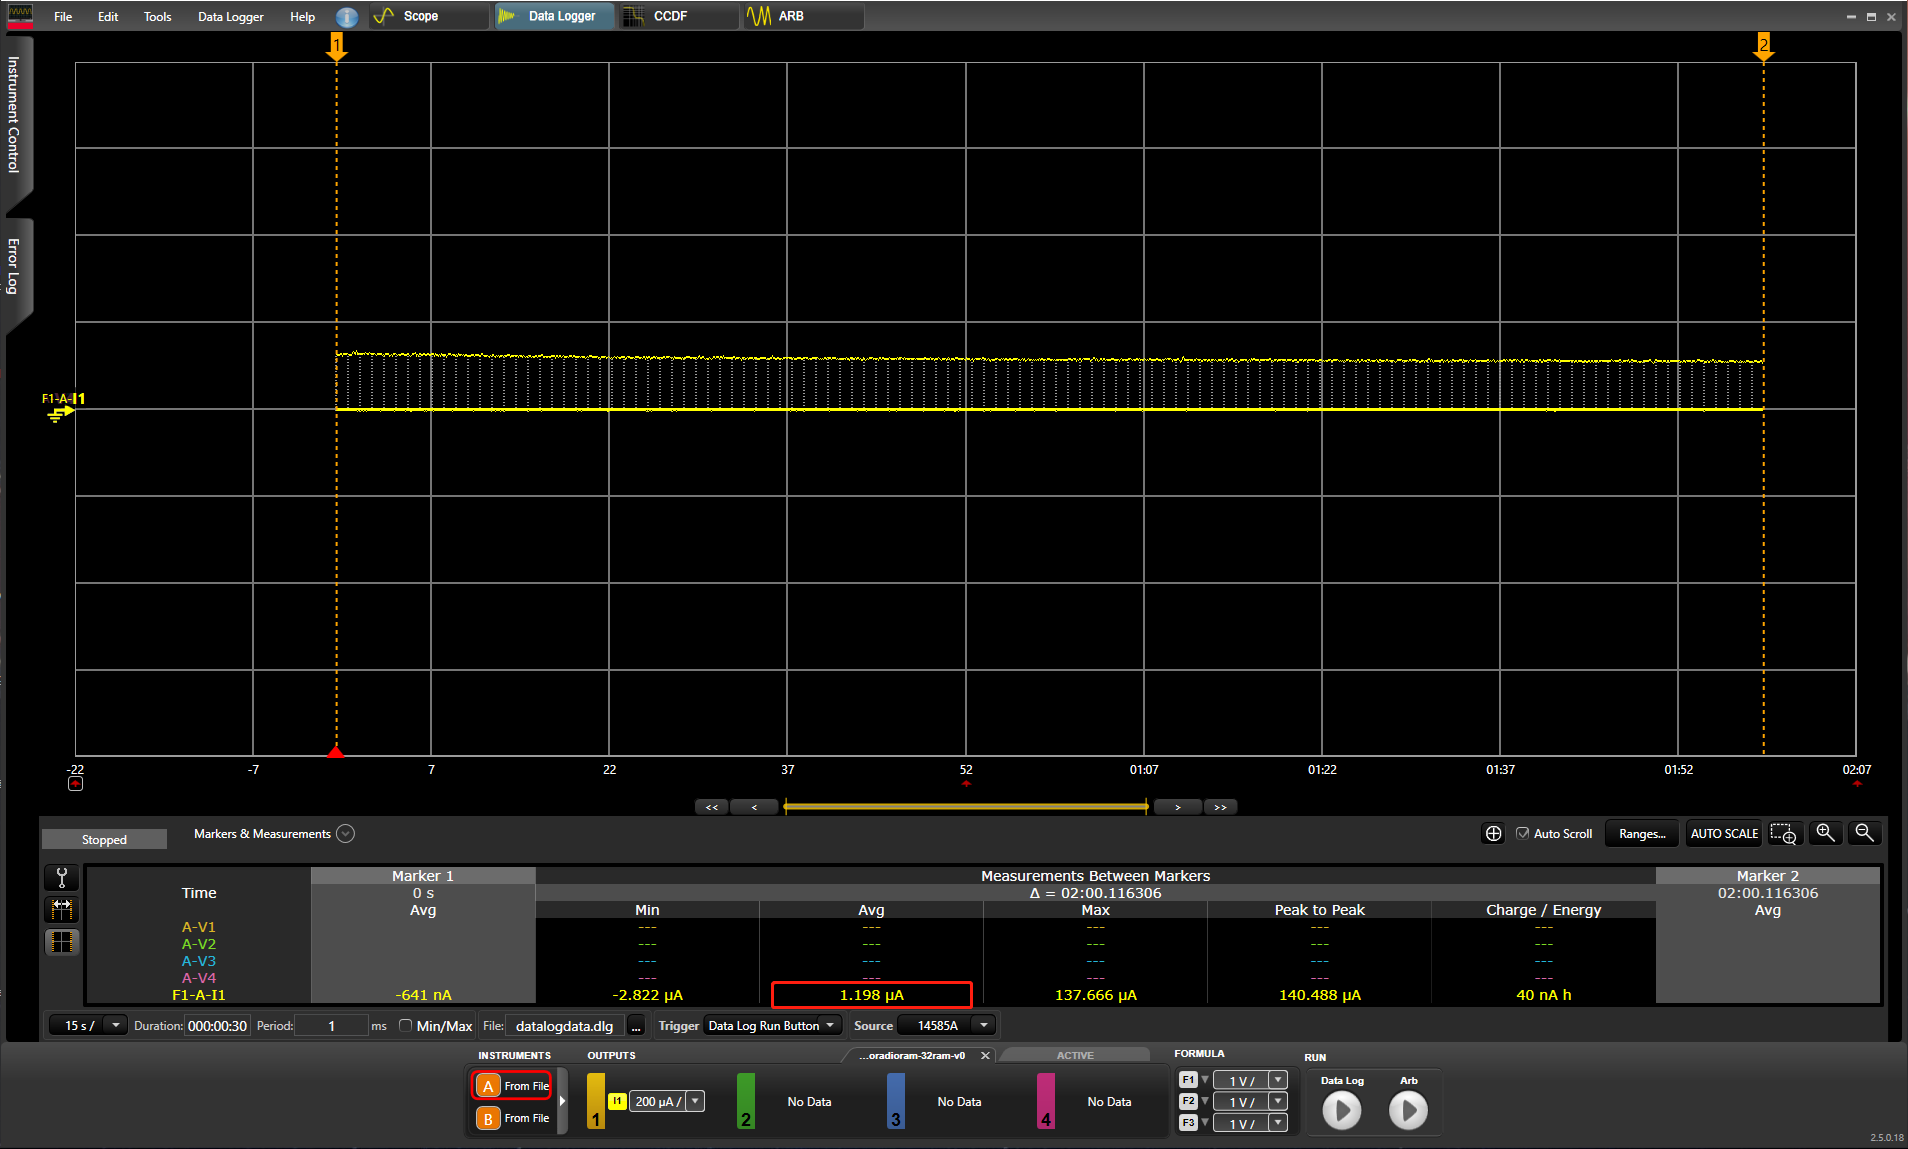 File Edit Tools Data Logger Help Scope Data Logger CCDF ARB
Instrument Control
Error Log
1 2
F1-A-I1
-22 -7 7 22 37 52 01:07 01:22 01:37 01:52 02:07
<< < > >>
Stopped Markers & Measurements Auto Scroll Ranges... AUTO SCALE
Marker 1 Measurements Between Markers Marker 2
Time 0 s Δ = 02:00.116306 02:00.116306
Avg Min Avg Max Peak to Peak Charge / Energy Avg
A-V1 --- --- --- --- ---
A-V2 --- --- --- --- ---
A-V3 --- --- --- --- ---
A-V4 --- --- --- --- ---
F1-A-I1 -641 nA -2.822 µA 1.198 µA 137.666 µA 140.488 µA 40 nA h
15 s / Duration: 000:00:30 Period: 1 ms Min/Max File: datalogdata.dlg ... Trigger Data Log Run Button Source 14585A
INSTRUMENTS OUTPUTS ...oradioram-32ram-v0 ACTIVE FORMULA RUN
A From File
B From File
1 I1 200 µA /
2 No Data
3 No Data
4 No Data
F1 1 V /
F2 1 V /
F3 1 V /
Data Log Arb
2.5.0.18